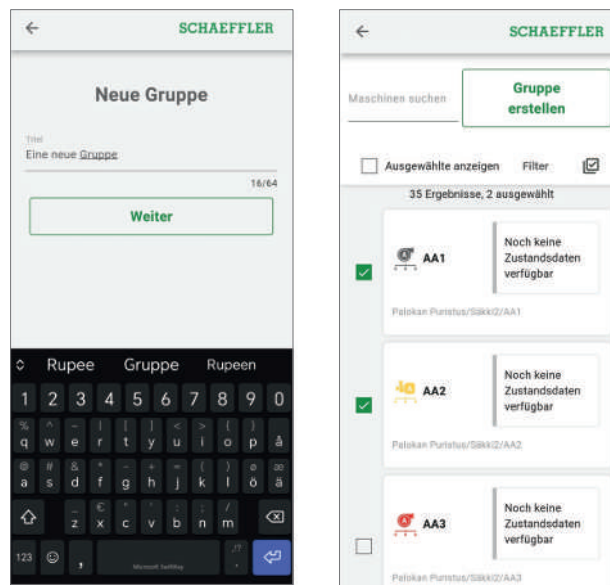 SCHAEFFLER
Neue Gruppe
Titel
Eine neue Gruppe
16/64
Weiter
Rupee Gruppe Rupeen
1 2 3 4 5 6 7 8 9 0
q w e r t y u i o p å
a s d f g h j k l ö ä
z x c v b n m
123 , Microsoft SwiftKey .
SCHAEFFLER
Maschinen suchen
Gruppe
erstellen
Ausgewählte anzeigen Filter
35 Ergebnisse, 2 ausgewählt
AA1
Noch keine
Zustandsdaten
verfügbar
Palokan Puristus/Säkki2/AA1
AA2
Noch keine
Zustandsdaten
verfügbar
Palokan Puristus/Säkki2/AA2
AA3
Noch keine
Zustandsdaten
verfügbar
Palokan Puristus/Säkki2/AA3